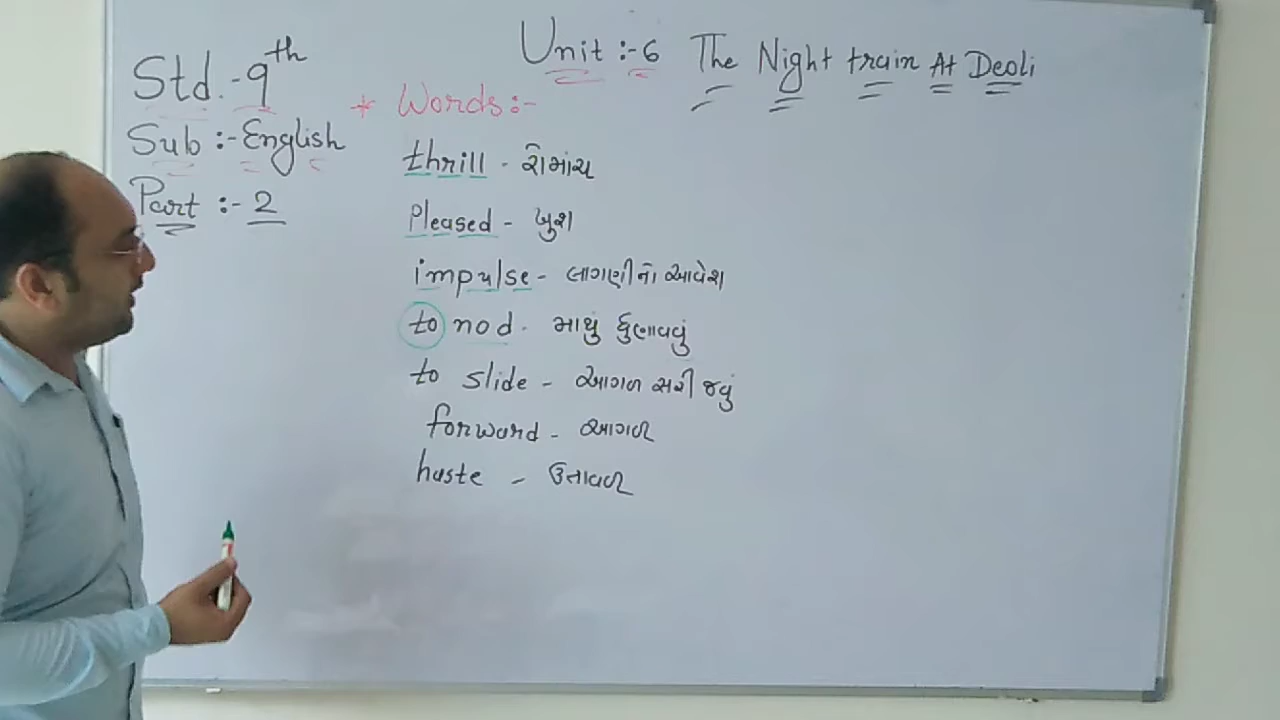 Unit :- 6 The Night train At Deoli
Std. - 9th
Sub :- English
Part :- 2
* Words :-
thrill - રોમાંચ
Pleased - ખુશ
impulse - લાગણીનો આવેશ
to nod. માથું ધુણાવવું
to slide - આગળ સરી જવું
forward - આગળ
haste - ઉતાવળ